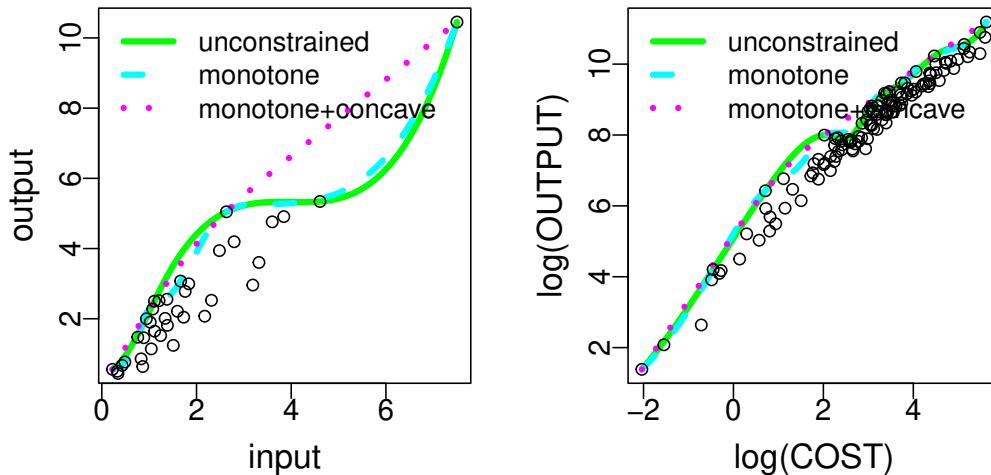 unconstrained
monotone
monotone+concave
output
10
8
6
4
2
0 2 4 6
input
unconstrained
monotone
monotone+concave
log(OUTPUT)
10
8
6
4
2
−2 0 2 4
log(COST)